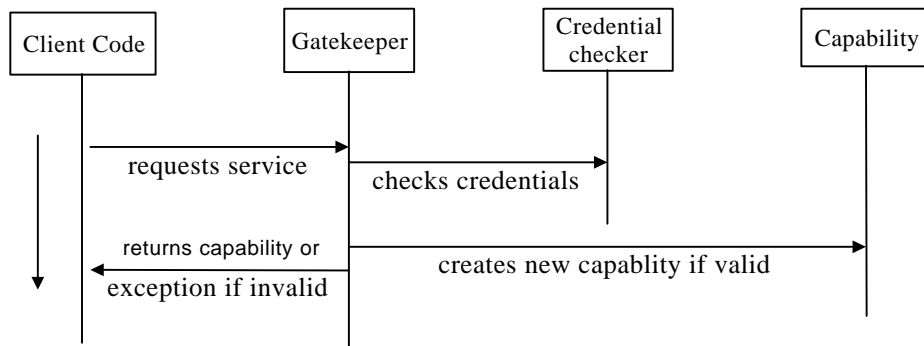 Client Code
Gatekeeper
Credential
checker
Capability
requests service
checks credentials
returns capability or
exception if invalid
creates new capablity if valid